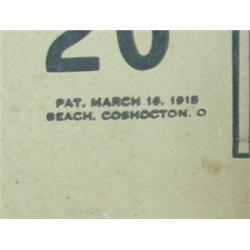 20
PAT. MARCH 16, 1915
BEACH, COSHOCTON, O